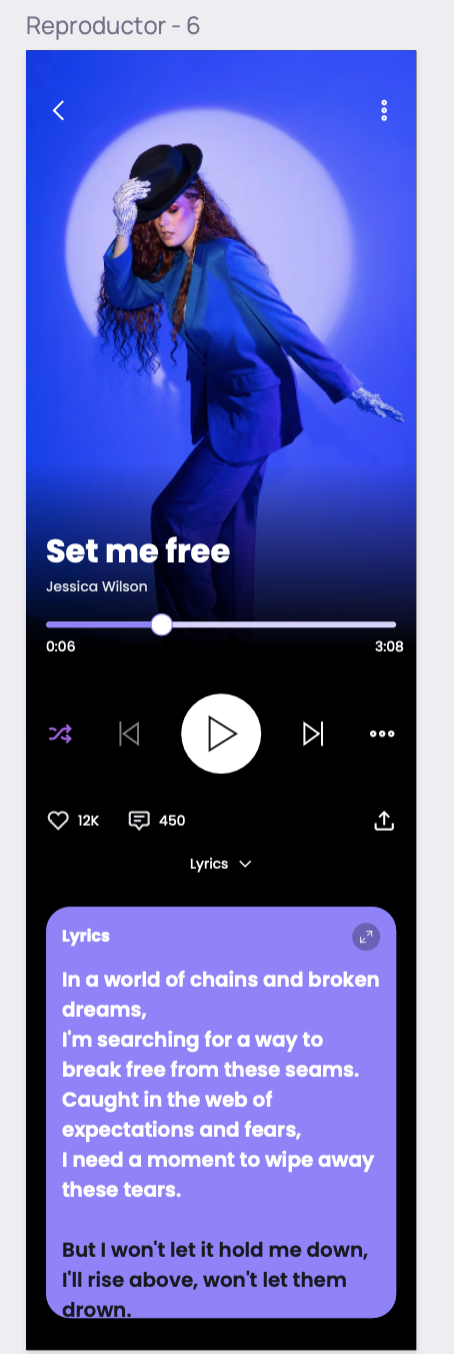 Reproductor - 6
Set me free
Jessica Wilson
0:06 3:08
12K 450
Lyrics
Lyrics
In a world of chains and broken
dreams,
I'm searching for a way to
break free from these seams.
Caught in the web of
expectations and fears,
I need a moment to wipe away
these tears.
But I won't let it hold me down,
I'll rise above, won't let them
drown.